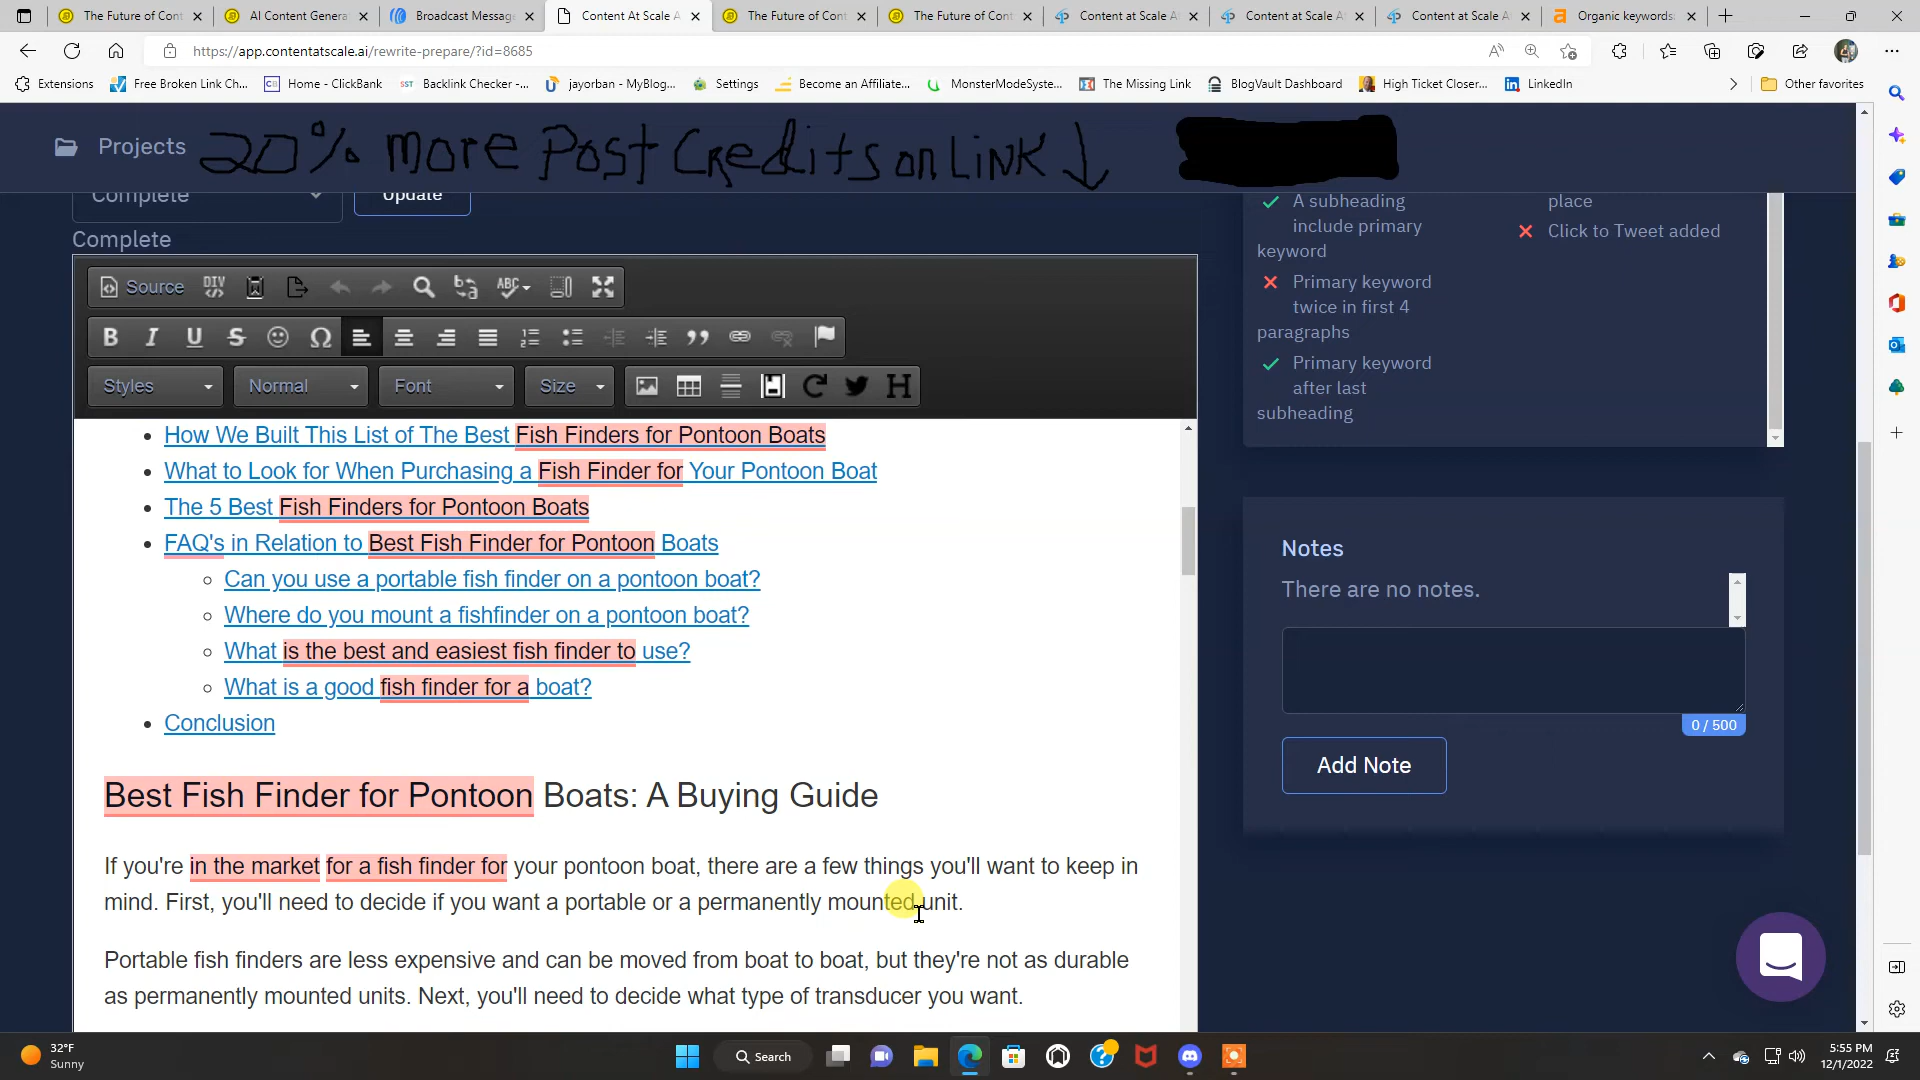 The Future of Cont
AI Content Genera
Broadcast Messag
Content At Scale A
The Future of Cont
The Future of Cont
Content at Scale A
Content at Scale A
Content at Scale A
Organic keywords:
https://app.contentatscale.ai/rewrite-prepare/?id=8685
Extensions
Free Broken Link Ch...
Home - ClickBank
SST
Backlink Checker -...
jayorban - MyBlog...
Settings
Become an Affiliate...
MonsterModeSyste...
The Missing Link
BlogVault Dashboard
High Ticket Closer...
LinkedIn
Other favorites
Projects
20% more Post Credits on Link ↓
Complete
Update
Complete
A subheading
include primary
keyword
Primary keyword
twice in first 4
paragraphs
Primary keyword
after last
subheading
place
Click to Tweet added
Source
DIV
ABC
B I U S Ω
Styles
Normal
Font
Size
H
• How We Built This List of The Best Fish Finders for Pontoon Boats
• What to Look for When Purchasing a Fish Finder for Your Pontoon Boat
• The 5 Best Fish Finders for Pontoon Boats
• FAQ's in Relation to Best Fish Finder for Pontoon Boats
Can you use a portable fish finder on a pontoon boat?
Where do you mount a fishfinder on a pontoon boat?
What is the best and easiest fish finder to use?
What is a good fish finder for a boat?
• Conclusion
Best Fish Finder for Pontoon Boats: A Buying Guide
If you're in the market for a fish finder for your pontoon boat, there are a few things you'll want to keep in
mind. First, you'll need to decide if you want a portable or a permanently mounted unit.
Portable fish finders are less expensive and can be moved from boat to boat, but they're not as durable
as permanently mounted units. Next, you'll need to decide what type of transducer you want.
Notes
There are no notes.
0 / 500
Add Note
32°F
Sunny
Search
5:55 PM
12/1/2022